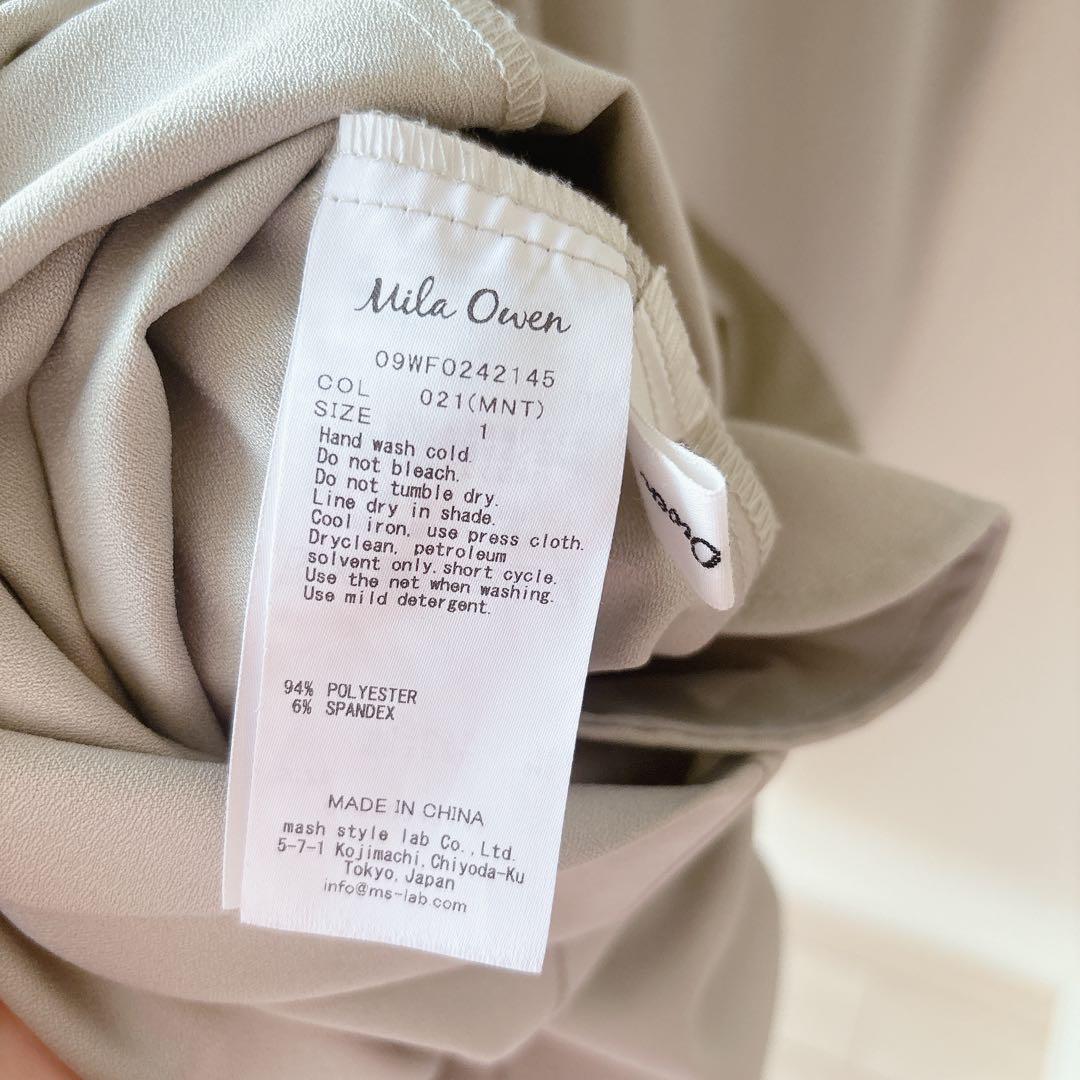 Mila Owen
09WF0242145
COL 021(MNT)
SIZE 1
Hand wash cold.
Do not bleach.
Do not tumble dry.
Line dry in shade.
Cool iron, use press cloth.
Dryclean, petroleum
solvent only.short cycle.
Use the net when washing.
Use mild detergent.
94% POLYESTER
6% SPANDEX
MADE IN CHINA
mash style lab Co.,Ltd.
5-7-1 Kojimachi,Chiyoda-Ku
Tokyo,Japan
info@ms-lab.com
Owen